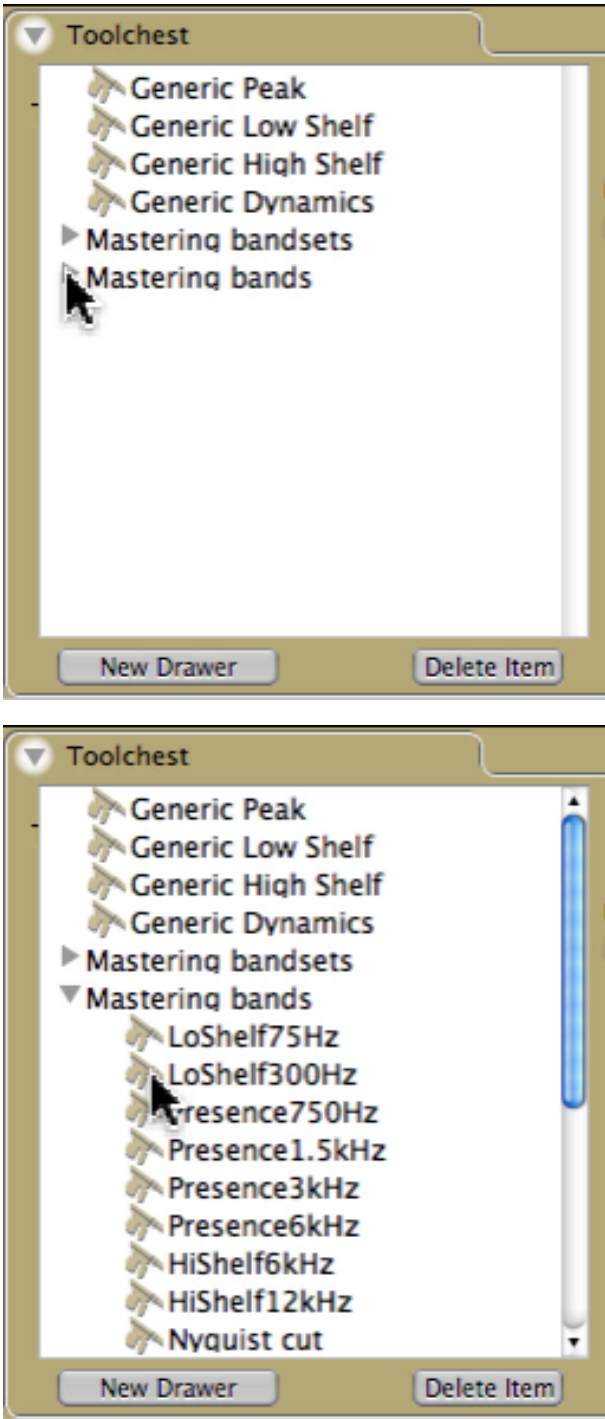 Toolchest
Generic Peak
Generic Low Shelf
Generic High Shelf
Generic Dynamics
Mastering bandsets
Mastering bands
New Drawer
Delete Item
Toolchest
Generic Peak
Generic Low Shelf
Generic High Shelf
Generic Dynamics
Mastering bandsets
Mastering bands
LoShelf75Hz
LoShelf300Hz
Presence750Hz
Presence1.5kHz
Presence3kHz
Presence6kHz
HiShelf6kHz
HiShelf12kHz
Nyquist cut
New Drawer
Delete Item